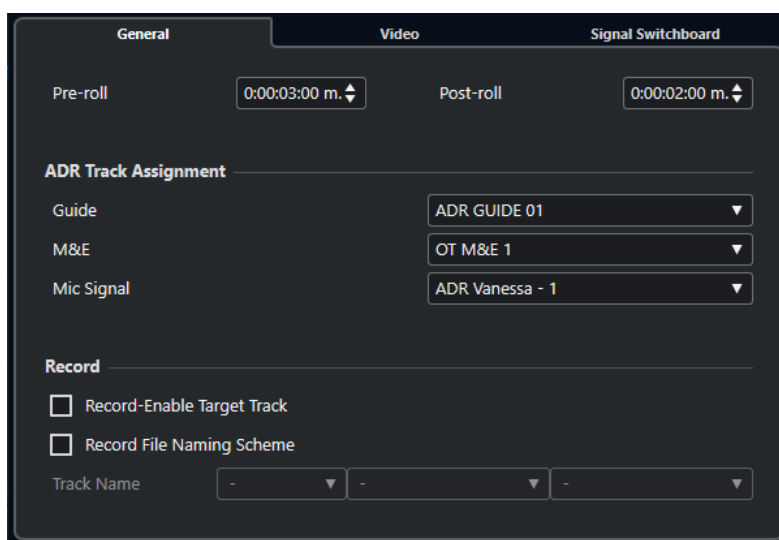 General Video Signal Switchboard
Pre-roll 0:00:03:00 m. Post-roll 0:00:02:00 m.
ADR Track Assignment
Guide ADR GUIDE 01
M&E OT M&E 1
Mic Signal ADR Vanessa - 1
Record
Record-Enable Target Track
Record File Naming Scheme
Track Name - - -